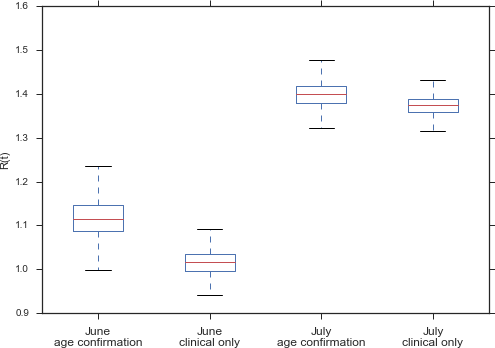 1.6
1.5
1.4
1.3
1.2
1.1
1.0
0.9
R(t)
June
age confirmation
June
clinical only
July
age confirmation
July
clinical only